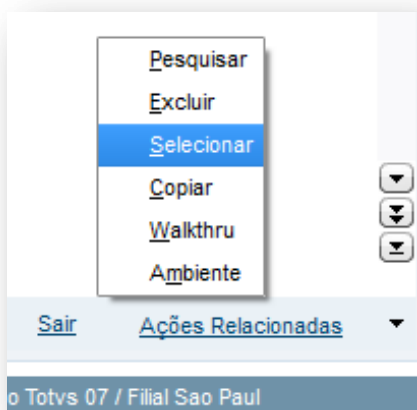 Pesquisar
Excluir
Selecionar
Copiar
Walkthru
Ambiente
Sair Ações Relacionadas
o Totvs 07 / Filial Sao Paul